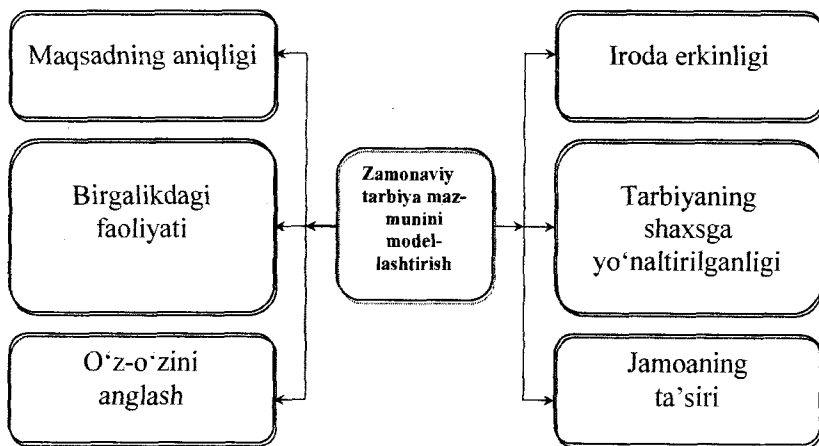 Maqsadning aniqligi
Birgalikdagi
faoliyati
O‘z-o‘zini
anglash
Zamonaviy
tarbiya maz-
munini
model-
lashtirish
Iroda erkinligi
Tarbiyaning
shaxsga
yo‘naltirilganligi
Jamoaning
ta’siri